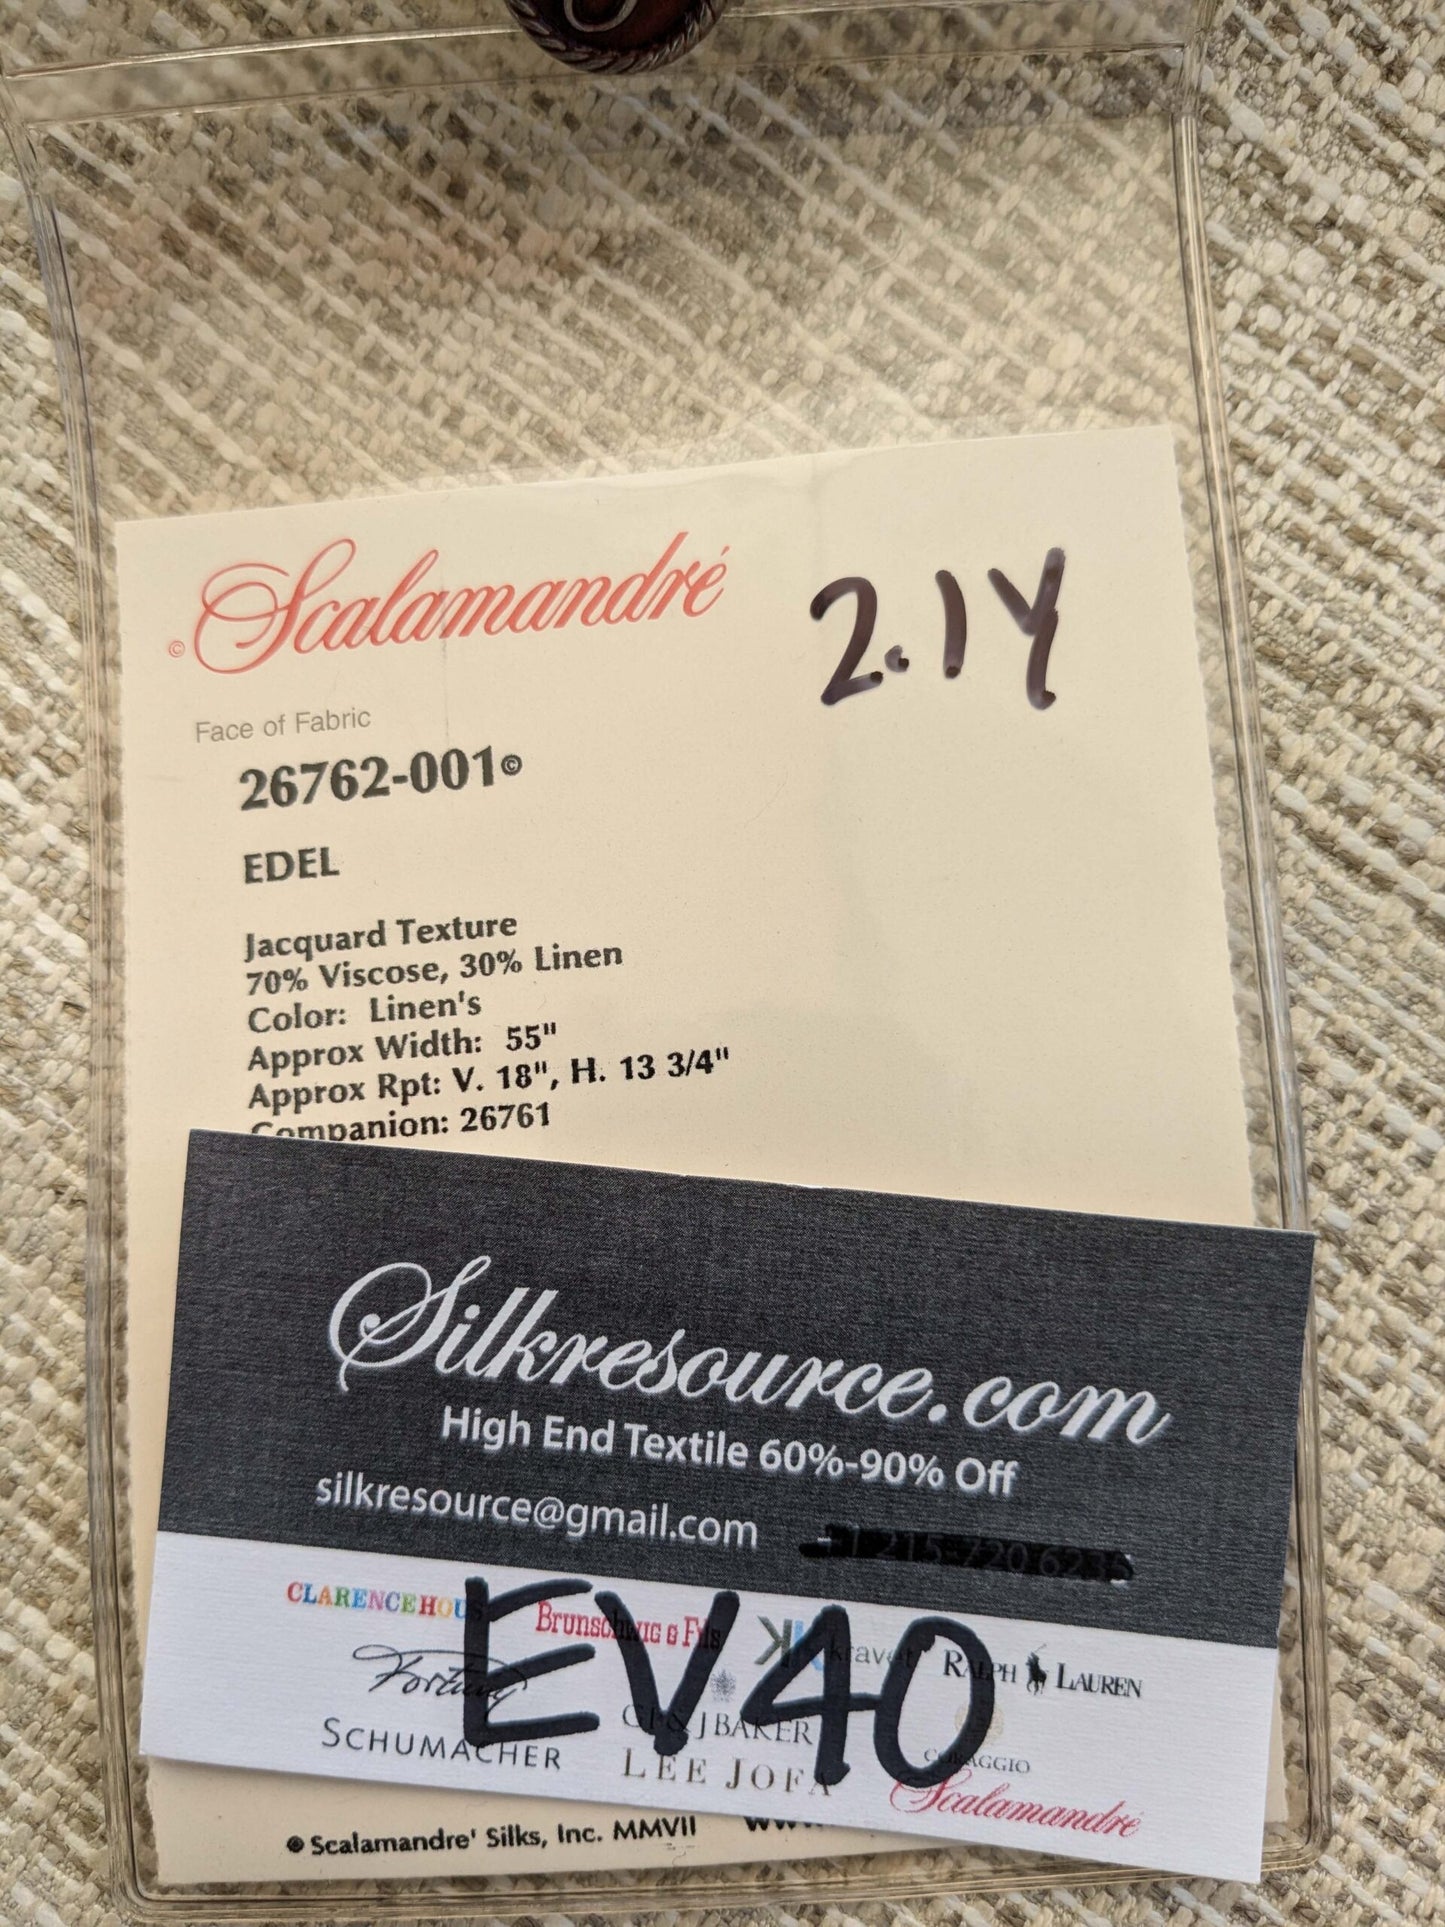 © Scalamandré
2.1Y
Face of Fabric
26762-001©
EDEL
Jacquard Texture
70% Viscose, 30% Linen
Color: Linen's
Approx Width: 55"
Approx Rpt: V. 18", H. 13 3/4"
Companion: 26761
Silkresource.com
High End Textile 60%-90% Off
silkresource@gmail.com
CLARENCE HOUS
BRUNSCHWIG & FILS
kravet
RALPH LAUREN
EV40
Fortuny
GP & J BAKER
CORAGGIO
SCHUMACHER
LEE JOFA
Scalamandré
© Scalamandre' Silks, Inc. MMVII